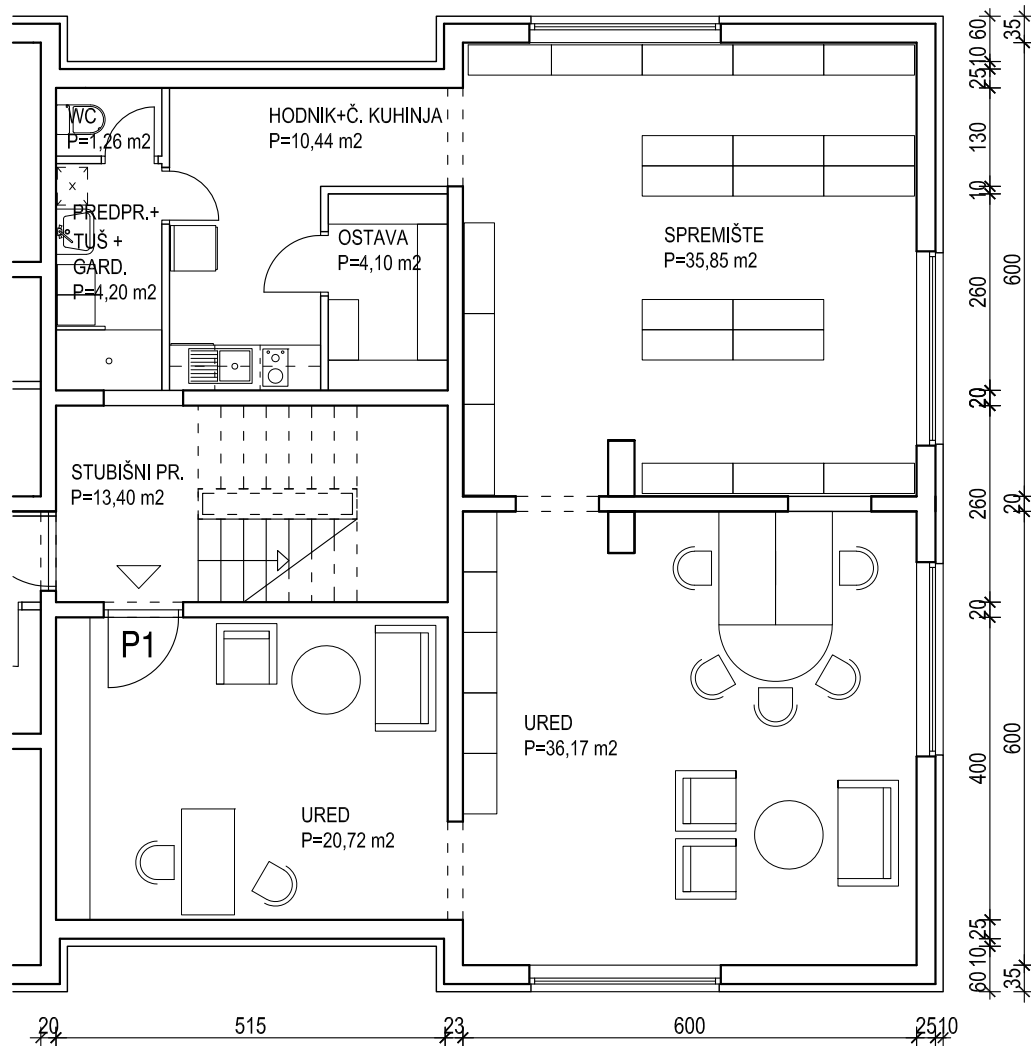 WC
P=1,26 m2
HODNIK+Č. KUHINJA
P=10,44 m2
PREDPR.+
TUŠ +
GARD.
P=4,20 m2
OSTAVA
P=4,10 m2
SPREMIŠTE
P=35,85 m2
STUBIŠNI PR.
P=13,40 m2
P1
URED
P=36,17 m2
URED
P=20,72 m2
60
10
25
130
10
260
20
260
20
400
25
10
60
35
600
20
600
35
20
515
23
600
25
10